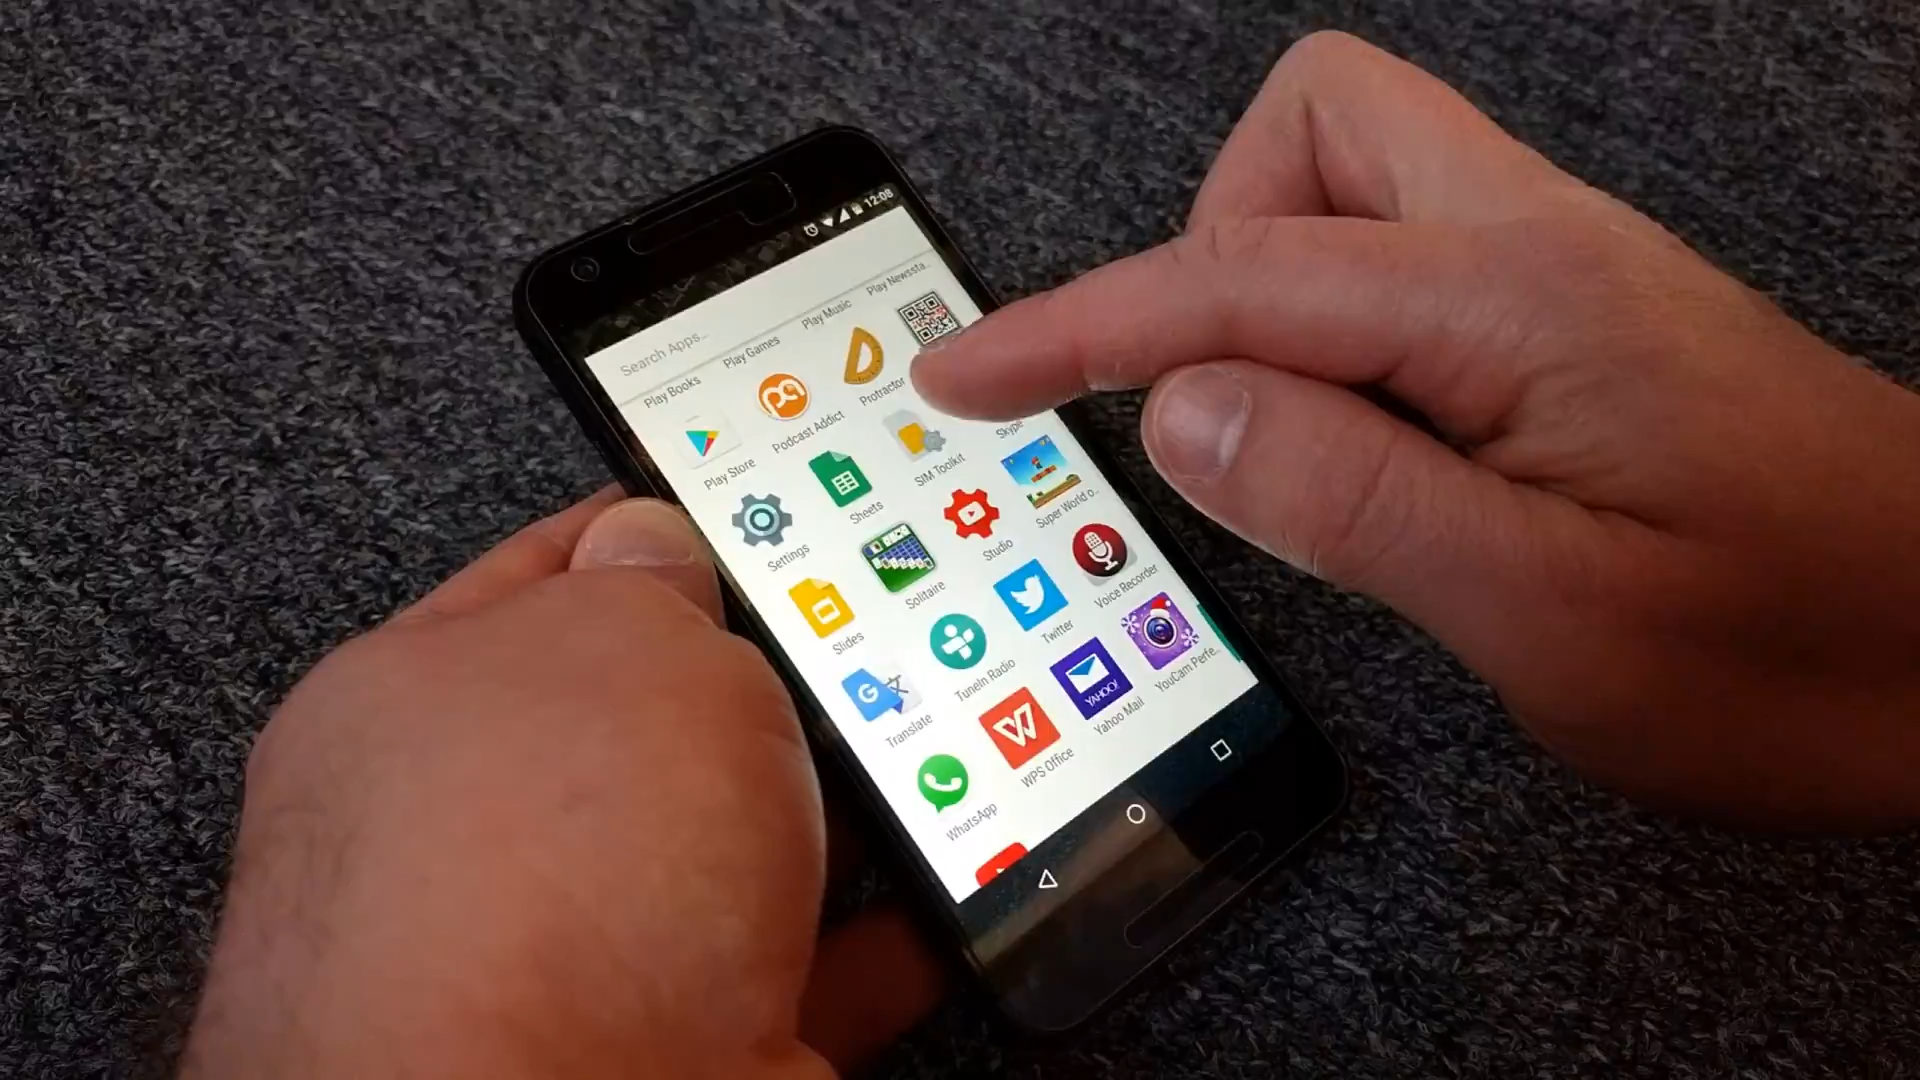 12:08
Search Apps...
Play Books
Play Games
Play Music
Play Newssta...
Play Store
Podcast Addict
Protractor
Settings
Sheets
SIM Toolkit
Skype
Slides
Solitaire
Studio
Super World o...
G
Translate
TuneIn Radio
Twitter
Voice Recorder
WhatsApp
W
WPS Office
YAHOO!
Yahoo Mail
YouCam Perfe...